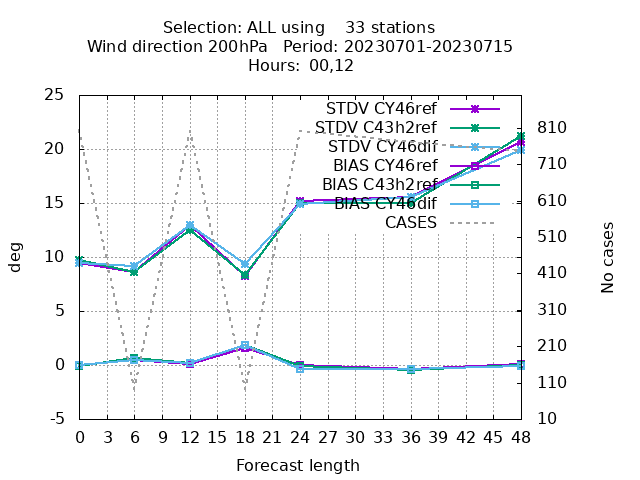 Selection: ALL using    33 stations
Wind direction 200hPa   Period: 20230701-20230715
Hours: 00,12
25
20
15
10
5
0
-5
deg
810
710
610
510
410
310
210
110
10
No cases
STDV CY46ref
STDV C43h2ref
STDV CY46dif
BIAS CY46ref
BIAS C43h2ref
BIAS CY46dif
CASES
0 3 6 9 12 15 18 21 24 27 30 33 36 39 42 45 48
Forecast length